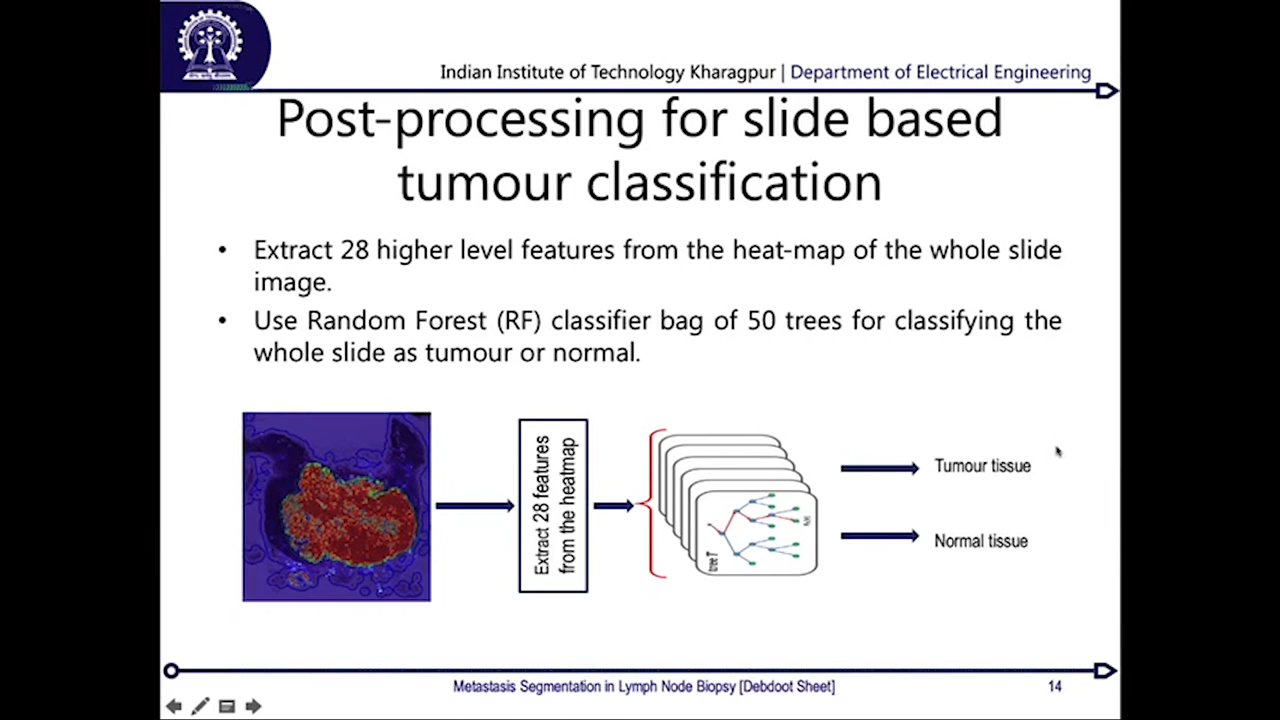 Indian Institute of Technology Kharagpur | Department of Electrical Engineering
Post-processing for slide based
tumour classification
• Extract 28 higher level features from the heat-map of the whole slide
image.
• Use Random Forest (RF) classifier bag of 50 trees for classifying the
whole slide as tumour or normal.
Extract 28 features
from the heatmap
tree T
Tumour tissue
Normal tissue
Metastasis Segmentation in Lymph Node Biopsy [Debdoot Sheet]
14